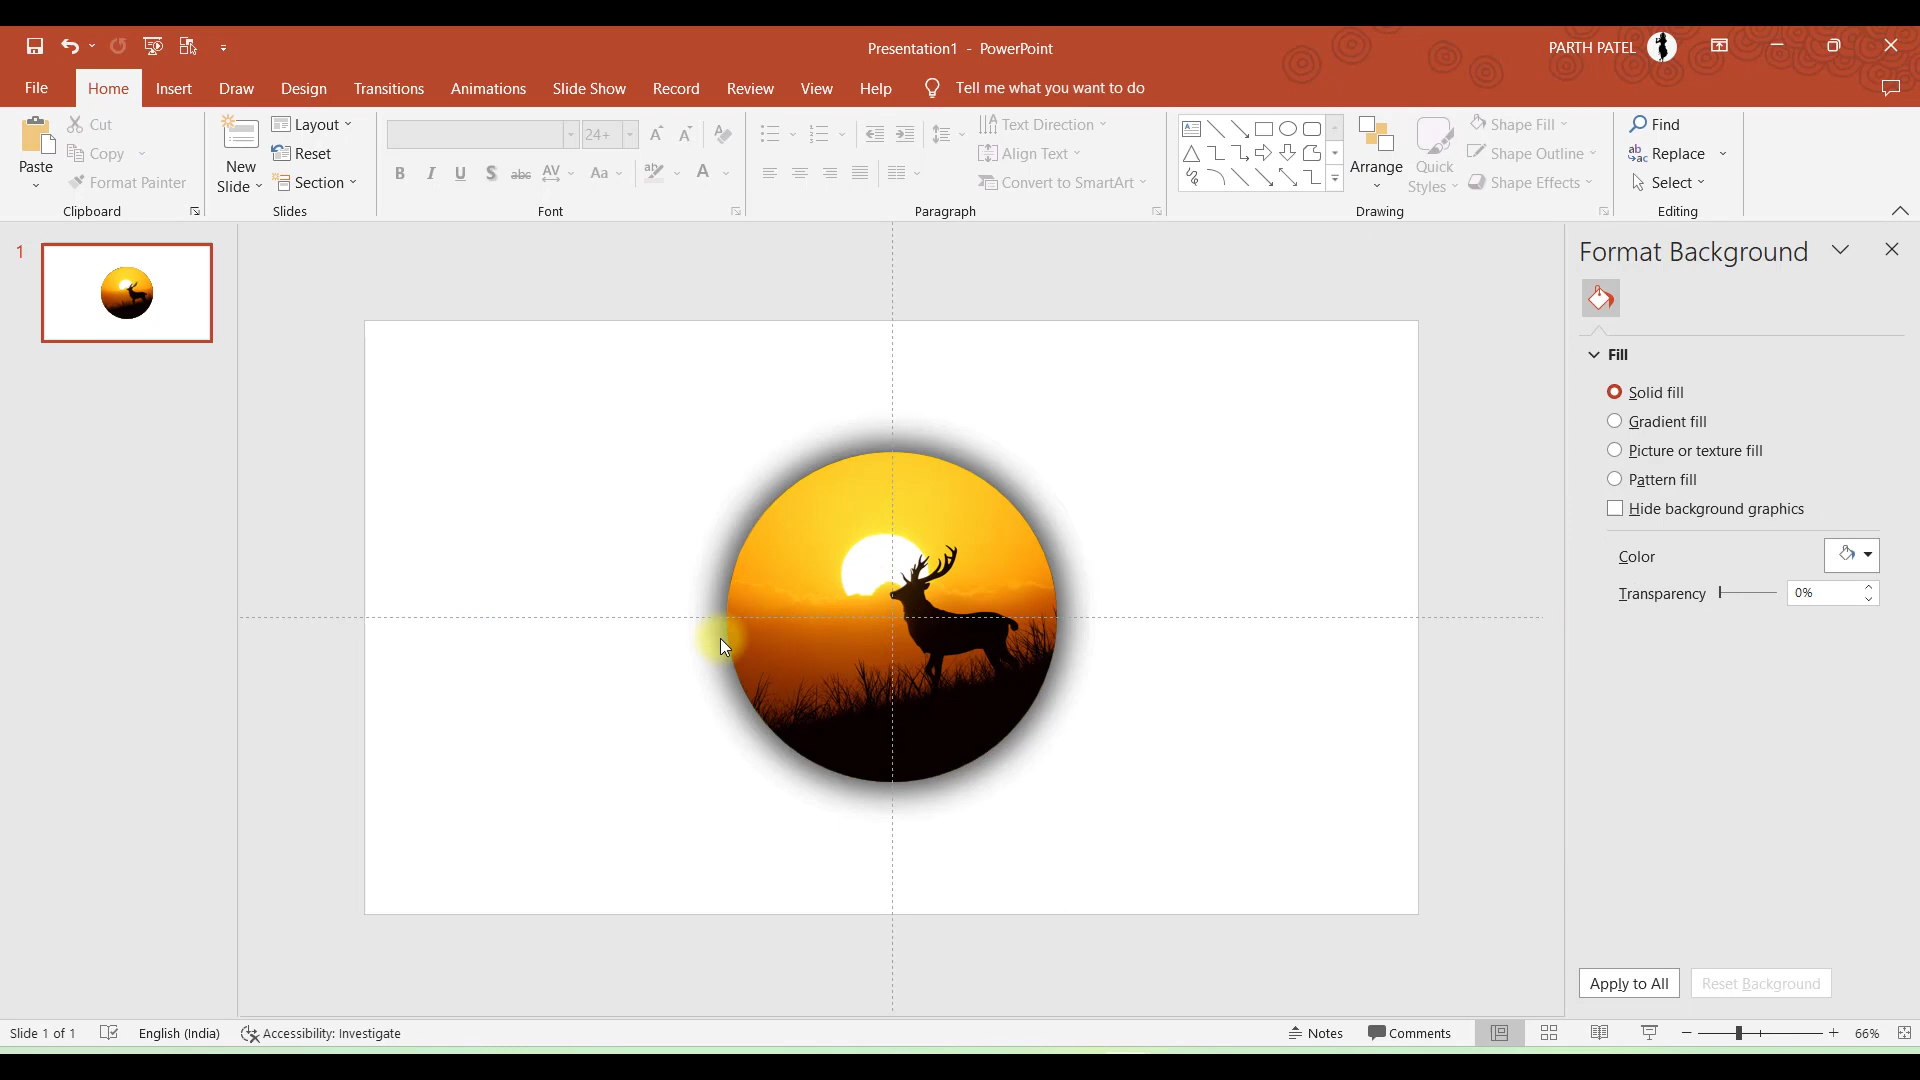 Presentation1 - PowerPoint
PARTH PATEL
File Home Insert Draw Design Transitions Animations Slide Show Record Review View Help Tell me what you want to do
Paste
Cut
Copy
Format Painter
Clipboard
New
Slide
Layout
Reset
Section
Slides
24+
B I U S abc AV Aa ab A
Font
Text Direction
Align Text
Convert to SmartArt
Paragraph
Arrange
Quick
Styles
Shape Fill
Shape Outline
Shape Effects
Drawing
Find
Replace
Select
Editing
1
Format Background
Fill
Solid fill
Gradient fill
Picture or texture fill
Pattern fill
Hide background graphics
Color
Transparency 0%
Apply to All Reset Background
Slide 1 of 1 English (India) Accessibility: Investigate Notes Comments 66%